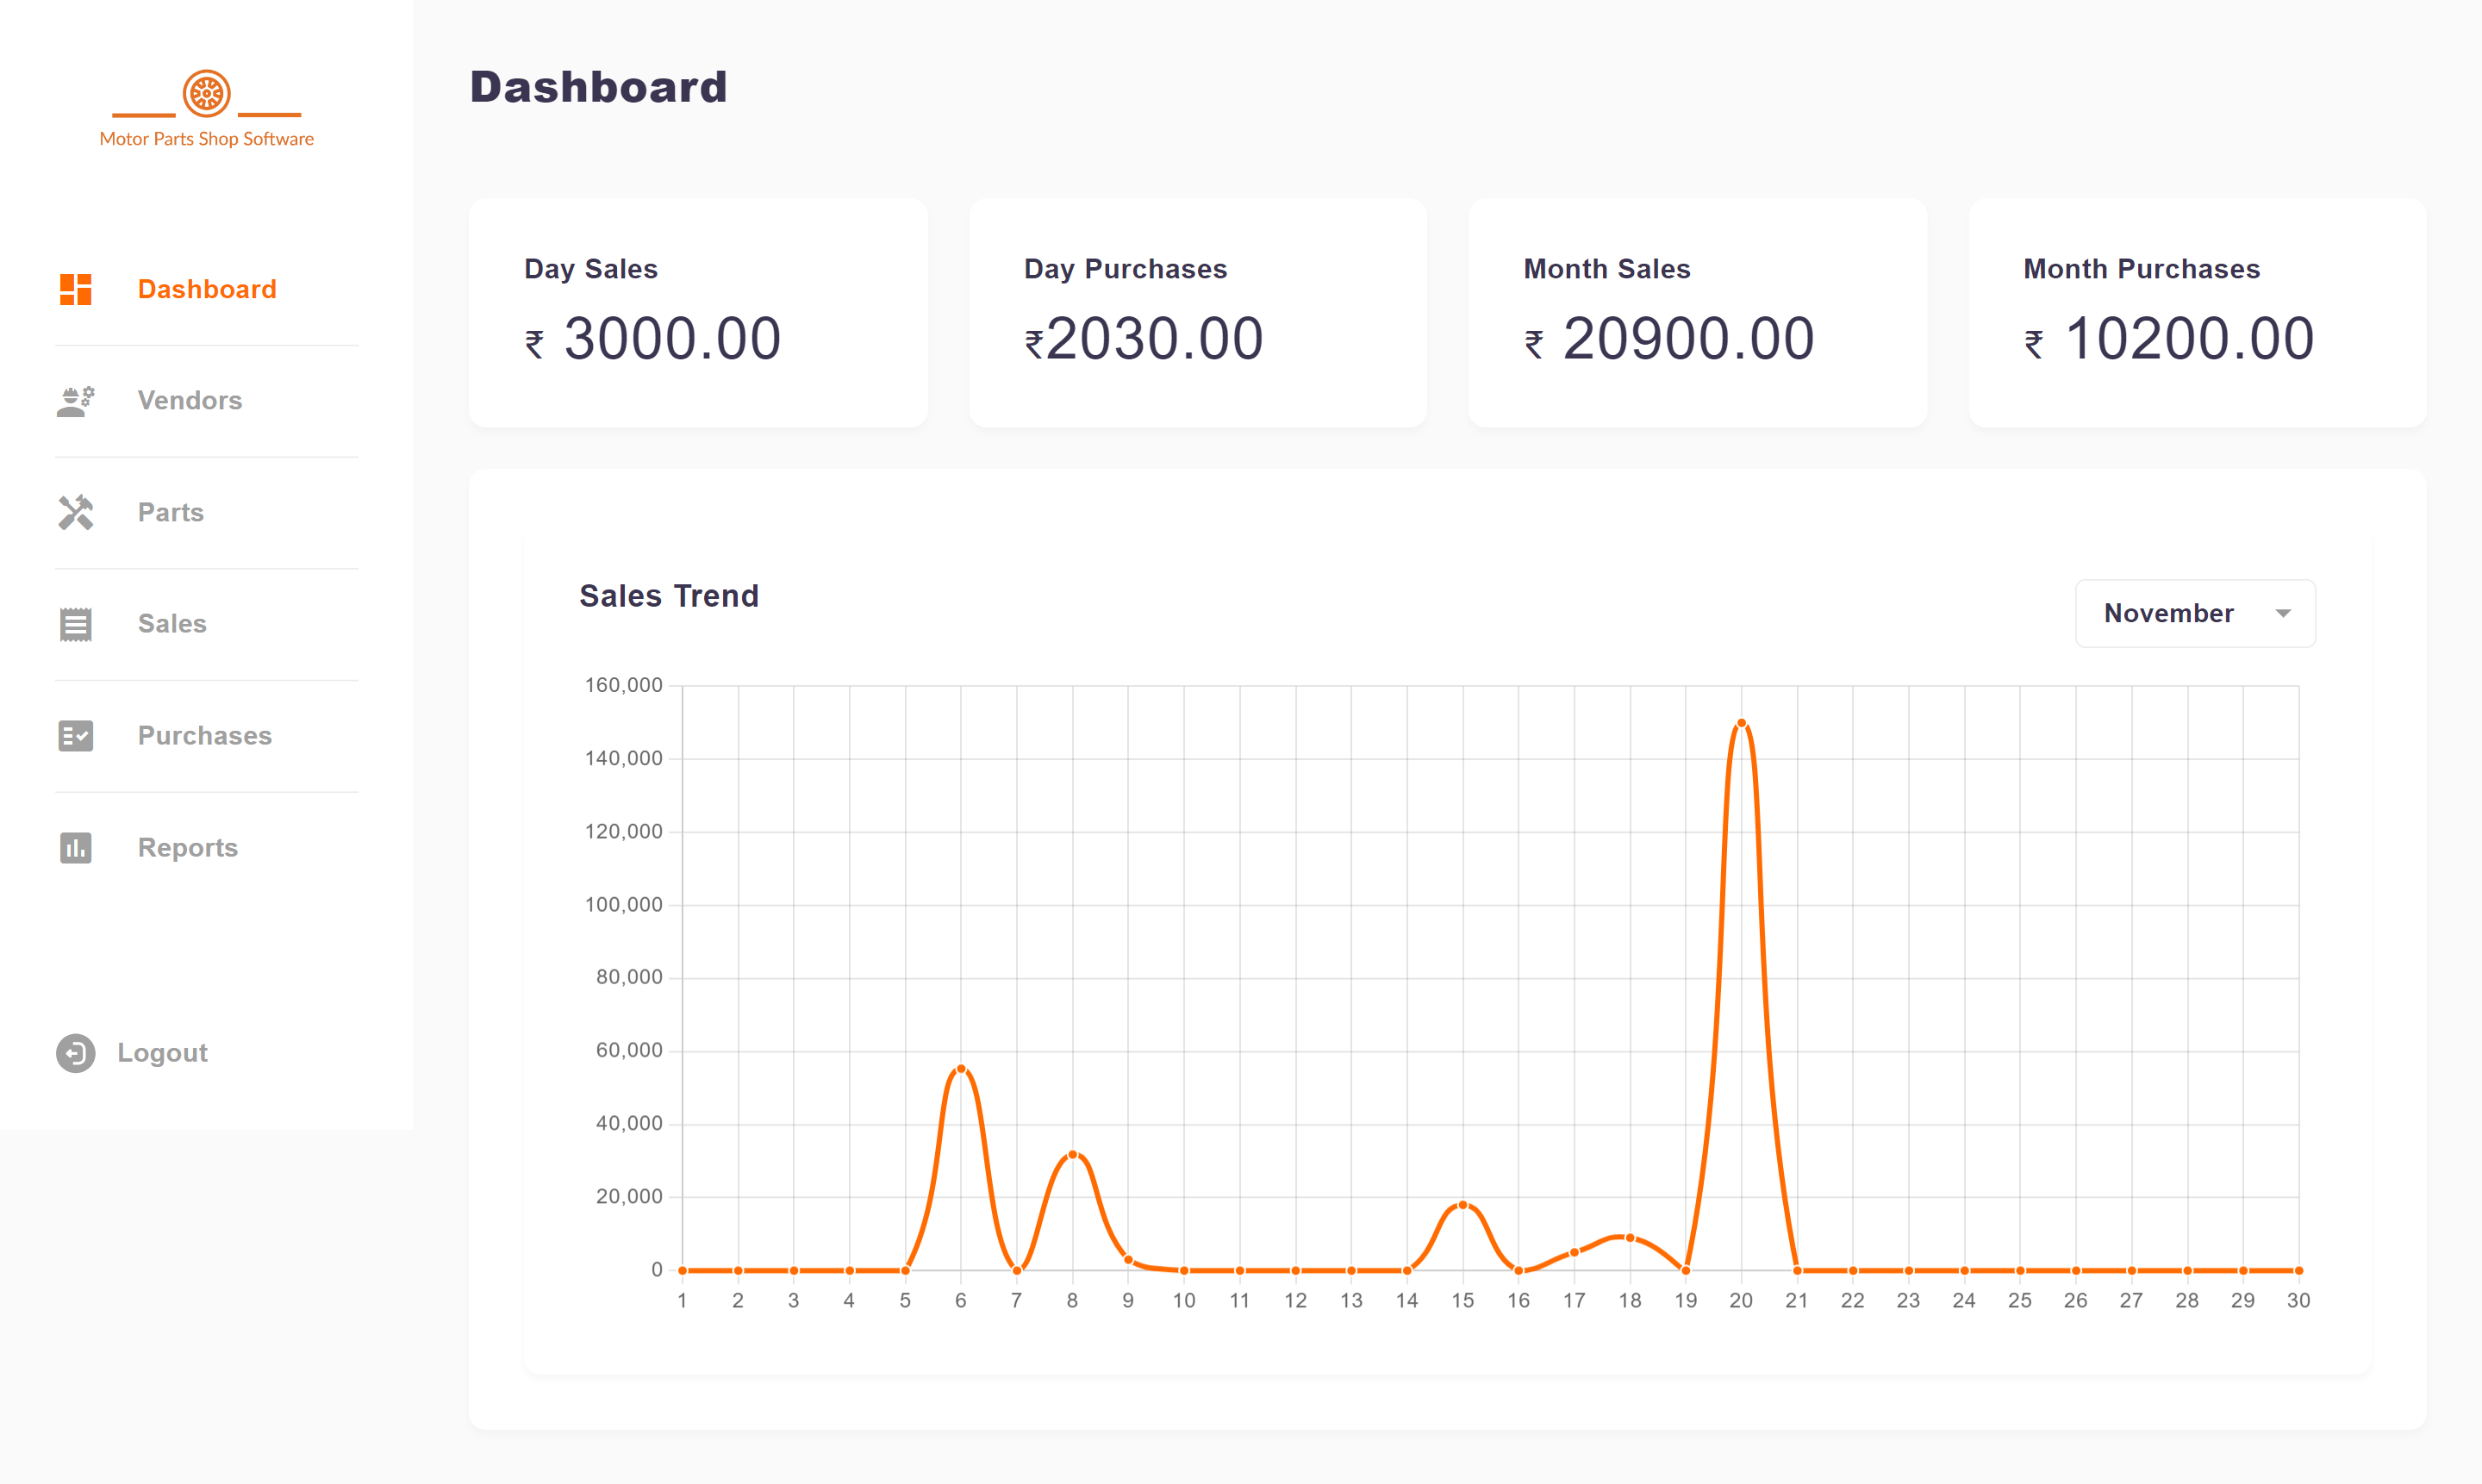 Motor Parts Shop Software
Dashboard
Vendors
Parts
Sales
Purchases
Reports
Logout
Dashboard
Day Sales
₹ 3000.00
Day Purchases
₹2030.00
Month Sales
₹ 20900.00
Month Purchases
₹ 10200.00
Sales Trend
November
160,000
140,000
120,000
100,000
80,000
60,000
40,000
20,000
0
1 2 3 4 5 6 7 8 9 10 11 12 13 14 15 16 17 18 19 20 21 22 23 24 25 26 27 28 29 30